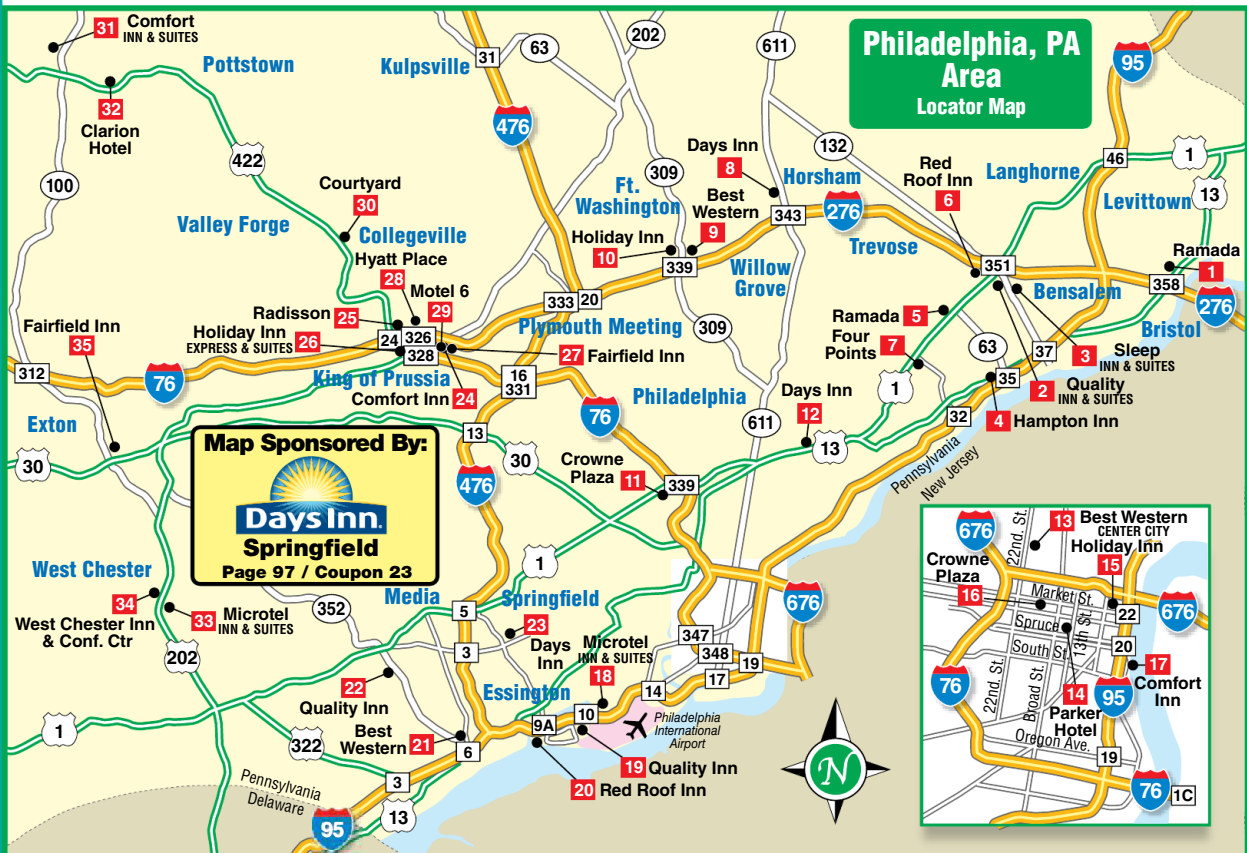 Philadelphia, PA
Area
Locator Map
31
Comfort
INN & SUITES
Pottstown
32
Clarion
Hotel
422
100
Kulpsville
31
63
202
611
476
95
132
46
1
13
Langhorne
Levittown
Days Inn
8
Horsham
Red
Roof Inn
6
309
Ft.
Washington
Best
Western
9
343
276
Trevose
Courtyard
30
Valley Forge
Collegeville
Hyatt Place
28
Holiday Inn
10
339
Willow
Grove
351
Ramada
1
358
276
Bensalem
Bristol
Motel 6
29
333
20
Plymouth Meeting
Radisson
25
Holiday Inn
EXPRESS & SUITES
26
24
326
328
27
Fairfield Inn
309
Ramada
5
Four
Points
7
63
37
3
Sleep
INN & SUITES
Fairfield Inn
35
312
76
King of Prussia
Comfort Inn
24
16
331
76
Philadelphia
1
35
2
Quality
INN & SUITES
4
Hampton Inn
32
Days Inn
12
13
611
Exton
30
13
30
476
Crowne
Plaza
11
339
Pennsylvania
New Jersey
Map Sponsored By:
Days Inn®
Springfield
Page 97 / Coupon 23
West Chester
34
West Chester Inn
& Conf. Ctr
33
Microtel
INN & SUITES
202
352
Media
1
Springfield
5
3
23
Days
Inn
676
347
348
19
17
14
Microtel
INN & SUITES
18
Essington
22
Quality Inn
1
322
Best
Western
21
6
9A
10
Philadelphia
International
Airport
19
Quality Inn
20
Red Roof Inn
3
Pennsylvania
Delaware
13
95
N
676
22nd St.
13
Best Western
CENTER CITY
Holiday Inn
15
Crowne
Plaza
16
Market St.
22
676
Spruce
13th St.
South St.
20
17
Comfort
Inn
76
22nd St.
Broad St.
14
Parker
Hotel
95
Oregon Ave.
19
76
1C